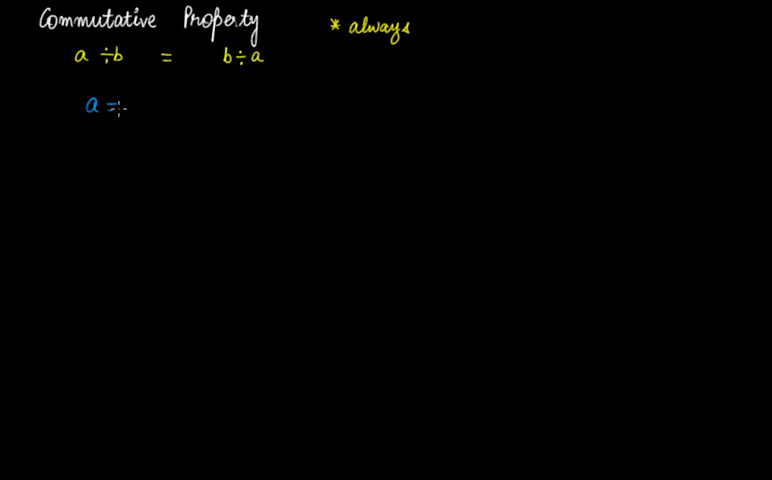 Commutative Property * always
a ÷ b = b ÷ a
a =